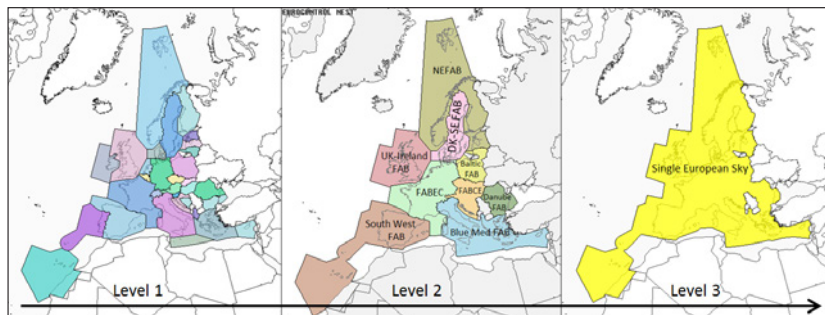 EUROCONTROL NEST
NEFAB
DK-SE FAB
UK-Ireland
FAB
Baltic
FAB
FABEC
FABCE
Danube
FAB
South West
FAB
Blue Med FAB
Single European Sky
Level 1
Level 2
Level 3